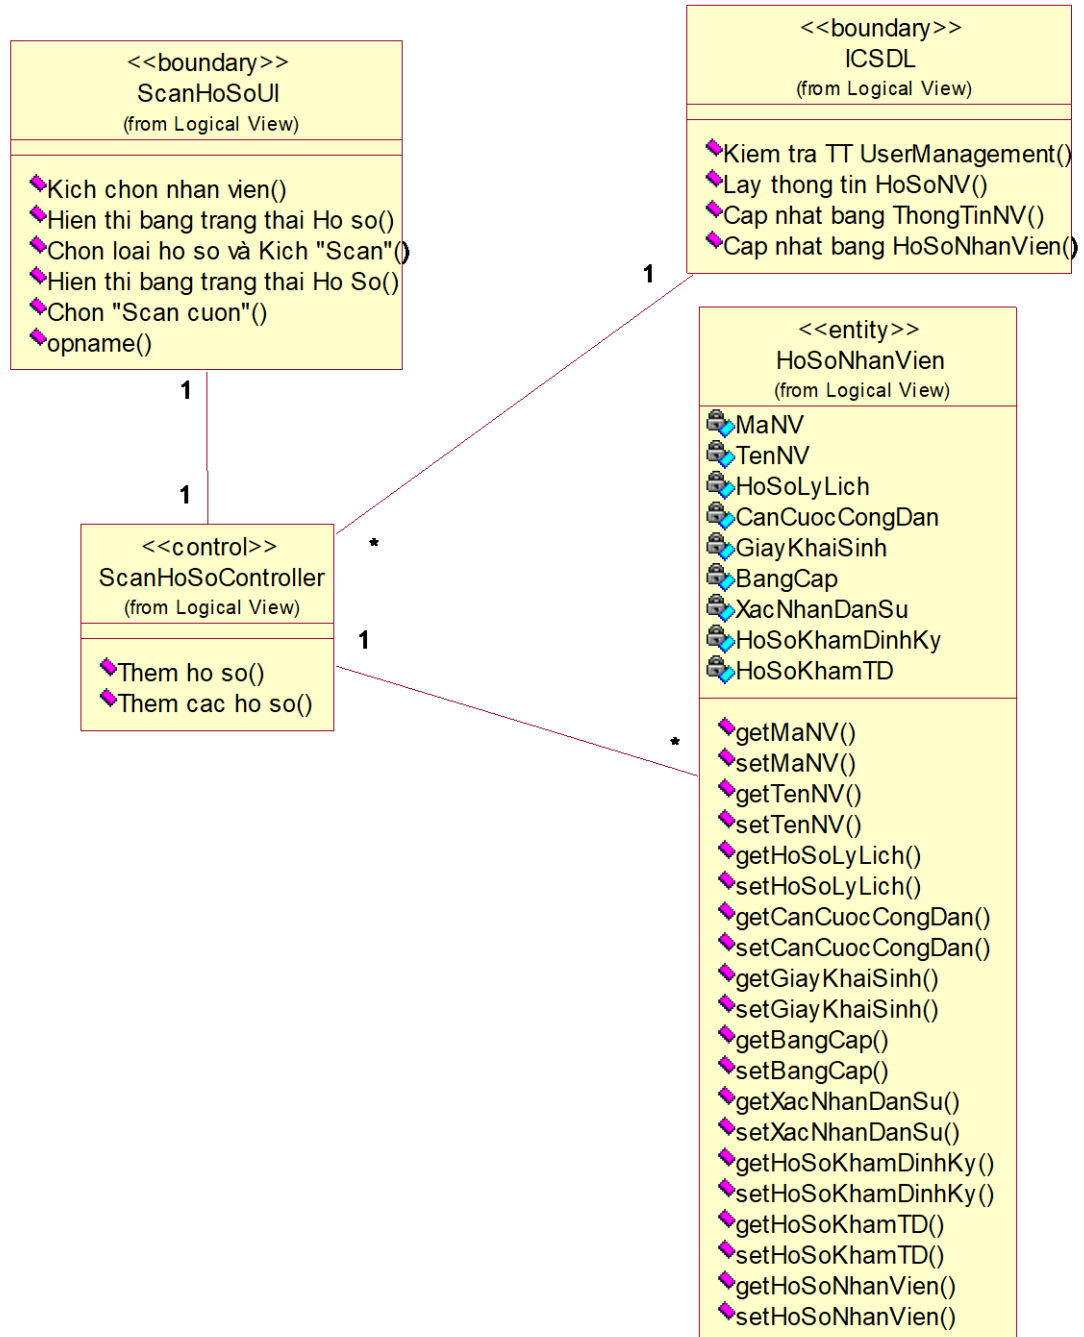 <<boundary>>
ScanHoSoUI
(from Logical View)
Kich chon nhan vien()
Hien thi bang trang thai Ho so()
Chon loai ho so và Kich "Scan"()
Hien thi bang trang thai Ho So()
Chon "Scan cuon"()
opname()
<<boundary>>
ICSDL
(from Logical View)
Kiem tra TT UserManagement()
Lay thong tin HoSoNV()
Cap nhat bang ThongTinNV()
Cap nhat bang HoSoNhanVien()
1
1
1
*
<<control>>
ScanHoSoController
(from Logical View)
Them ho so()
Them cac ho so()
1
*
<<entity>>
HoSoNhanVien
(from Logical View)
MaNV
TenNV
HoSoLyLich
CanCuocCongDan
GiayKhaiSinh
BangCap
XacNhanDanSu
HoSoKhamDinhKy
HoSoKhamTD
getMaNV()
setMaNV()
getTenNV()
setTenNV()
getHoSoLyLich()
setHoSoLyLich()
getCanCuocCongDan()
setCanCuocCongDan()
getGiayKhaiSinh()
setGiayKhaiSinh()
getBangCap()
setBangCap()
getXacNhanDanSu()
setXacNhanDanSu()
getHoSoKhamDinhKy()
setHoSoKhamDinhKy()
getHoSoKhamTD()
setHoSoKhamTD()
getHoSoNhanVien()
setHoSoNhanVien()